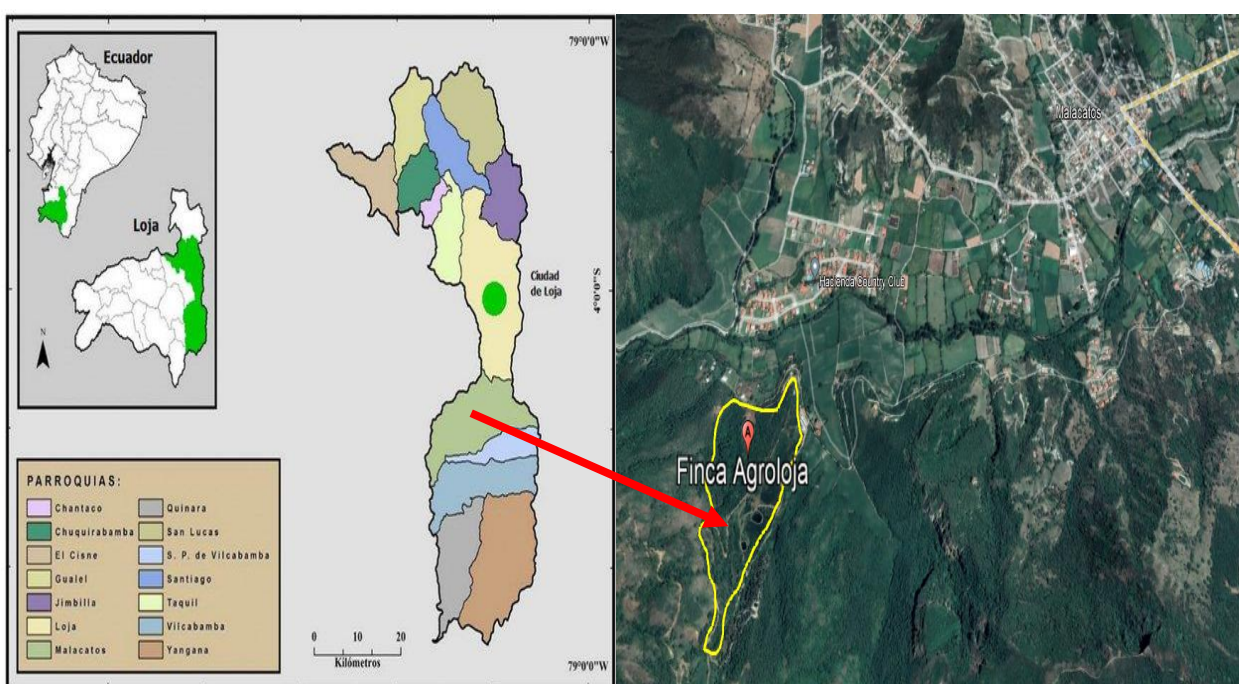 79°0'0"W
Ecuador
Loja
N
Ciudad
de Loja
4°0'0"S
PARROQUIAS:
Chantaco
Chuquirabamba
El Cisne
Gualel
Jimbilla
Loja
Malacatos
Quinara
San Lucas
S. P. de Vilcabamba
Santiago
Taquil
Vilcabamba
Yangana
0 10 20
Kilómetros
79°0'0"W
Malacatos
Hacienda Country Club
A
Finca Agroloja